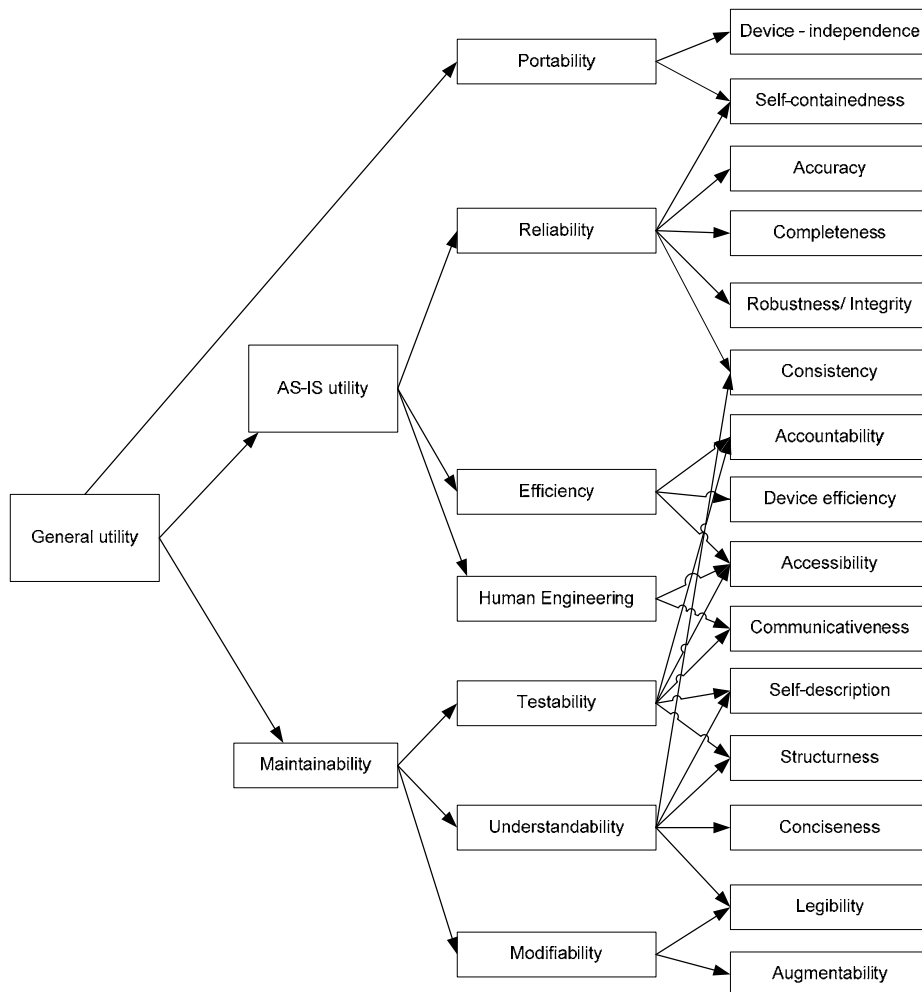 Device - independence
Portability
Self-containedness
Accuracy
Reliability
Completeness
Robustness/ Integrity
Consistency
AS-IS utility
Accountability
Efficiency
Device efficiency
General utility
Accessibility
Human Engineering
Communicativeness
Self-description
Testability
Structurness
Maintainability
Understandability
Conciseness
Legibility
Modifiability
Augmentability